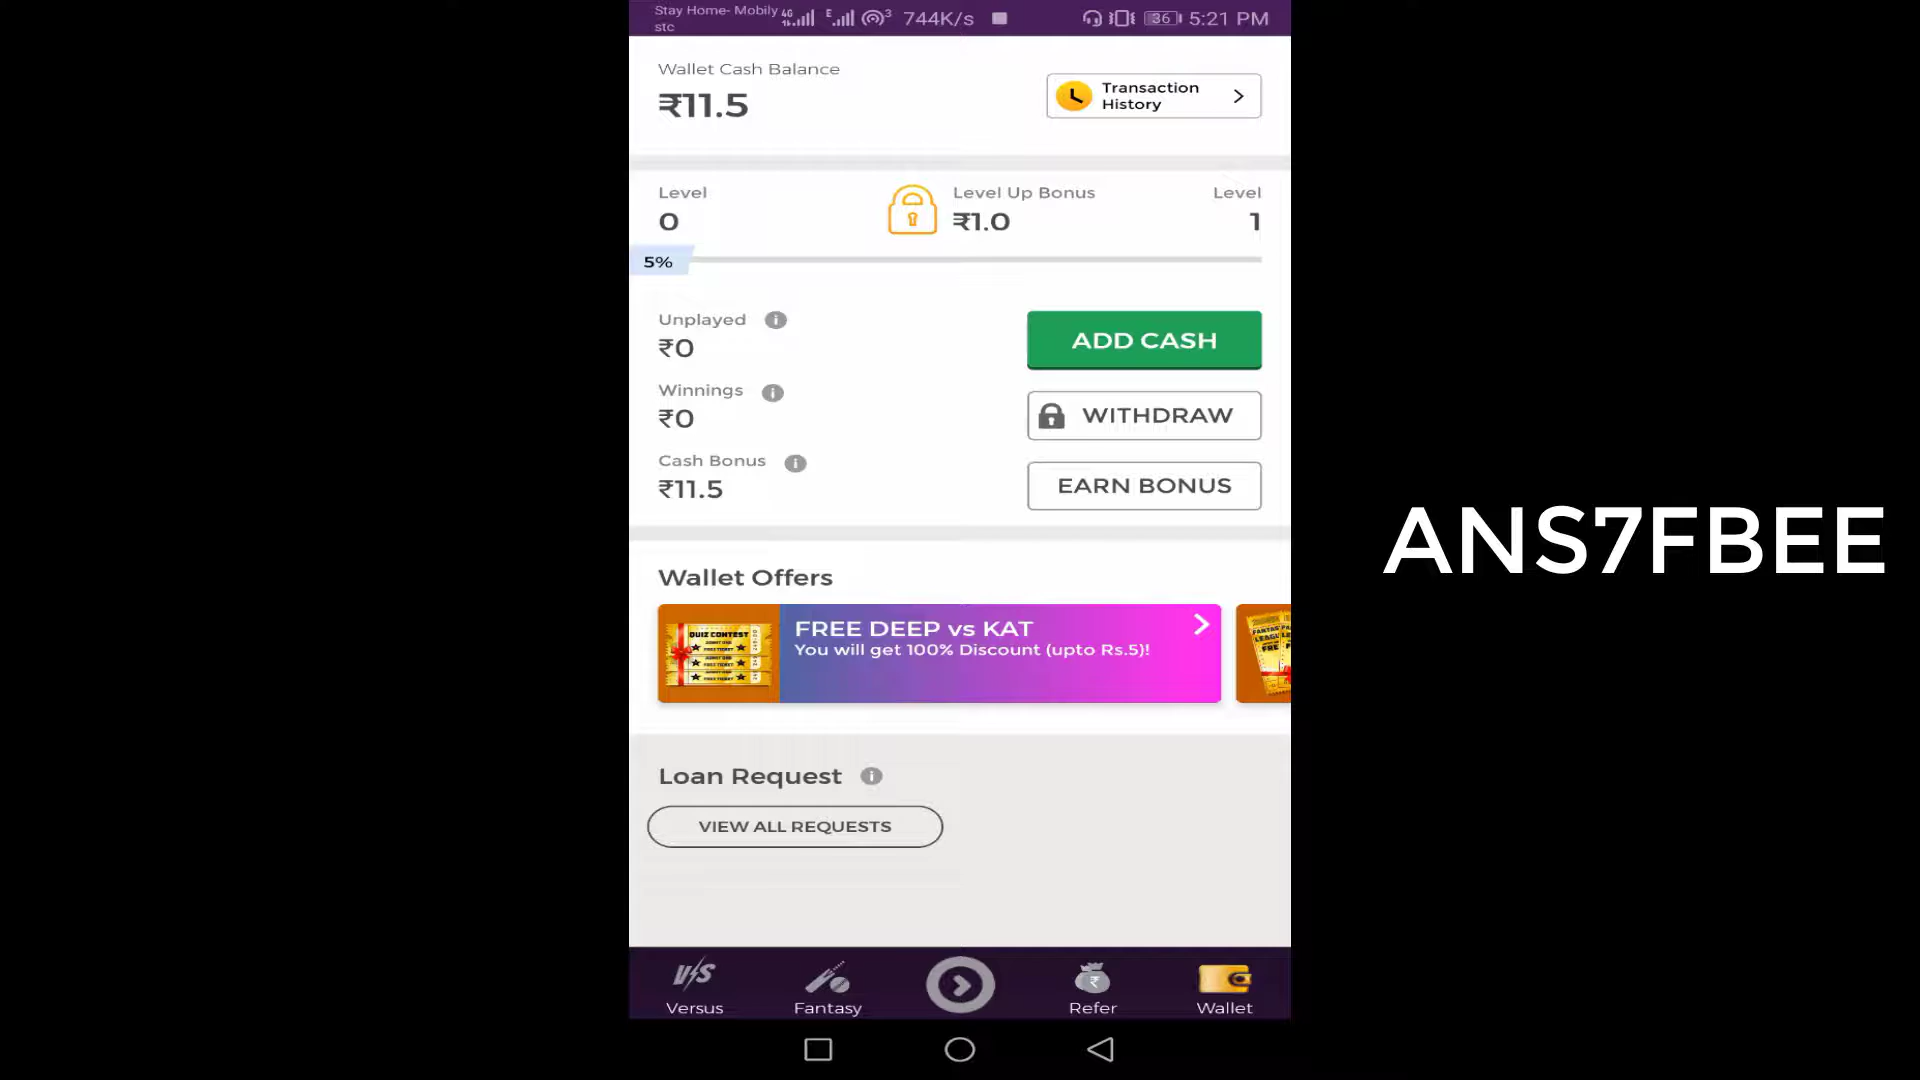 Stay Home- Mobily
stc
4G
E
3
744K/s
36
5:21 PM
Wallet Cash Balance
₹11.5
Transaction
History
Level
0
Level Up Bonus
₹1.0
Level
1
5%
Unplayed
₹0
ADD CASH
Winnings
₹0
WITHDRAW
Cash Bonus
₹11.5
EARN BONUS
ANS7FBEE
Wallet Offers
QUIZ CONTEST
FREE DEEP vs KAT
You will get 100% Discount (upto Rs.5)!
Loan Request
VIEW ALL REQUESTS
Versus
Fantasy
Refer
Wallet